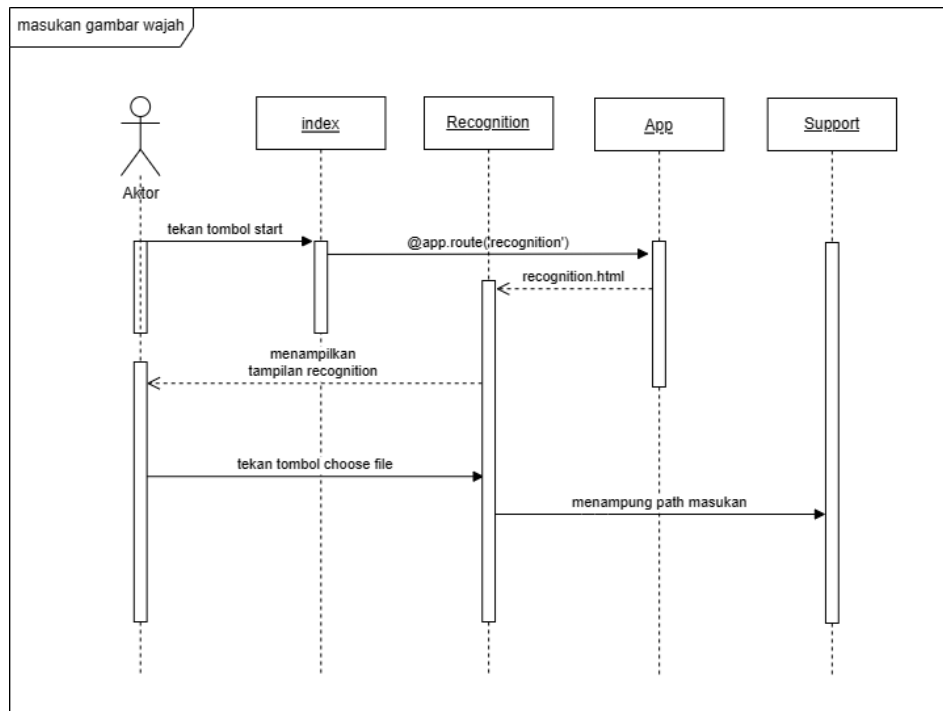 masukan gambar wajah
index
Recognition
App
Support
Aktor
tekan tombol start
@app.route('recognition')
recognition.html
menampilkan
tampilan recognition
tekan tombol choose file
menampung path masukan